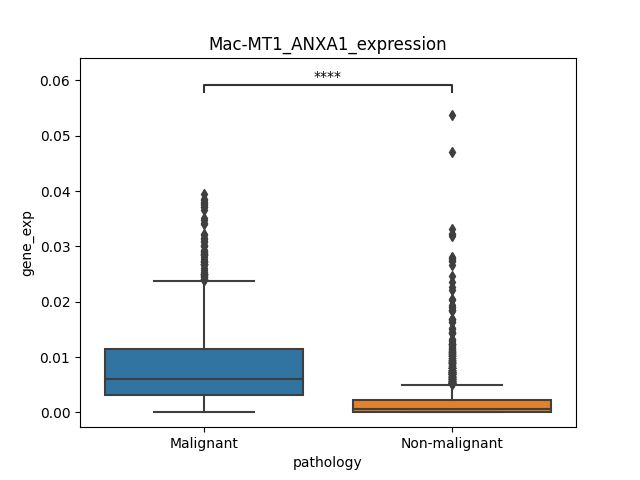 Mac-MT1_ANXA1_expression
****
0.06
0.05
0.04
0.03
0.02
0.01
0.00
gene_exp
Malignant
Non-malignant
pathology